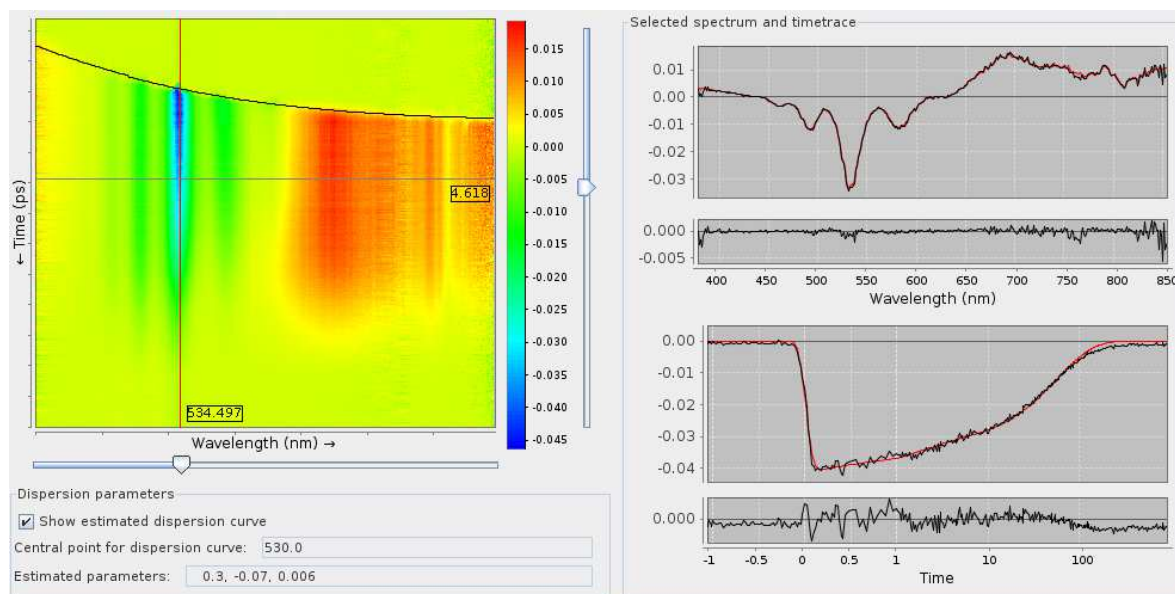 Selected spectrum and timetrace
0.015
0.010
0.005
0.000
-0.005
-0.010
-0.015
-0.020
-0.025
-0.030
-0.035
-0.040
-0.045
← Time (ps)
4.618
534.497
Wavelength (nm) →
0.01
0.00
-0.01
-0.02
-0.03
0.000
-0.005
400 450 500 550 600 650 700 750 800 850
Wavelength (nm)
0.00
-0.01
-0.02
-0.03
-0.04
0.000
-1 -0.5 0 0.5 1 10 100
Time
Dispersion parameters
Show estimated dispersion curve
Central point for dispersion curve: 530.0
Estimated parameters: 0.3, -0.07, 0.006